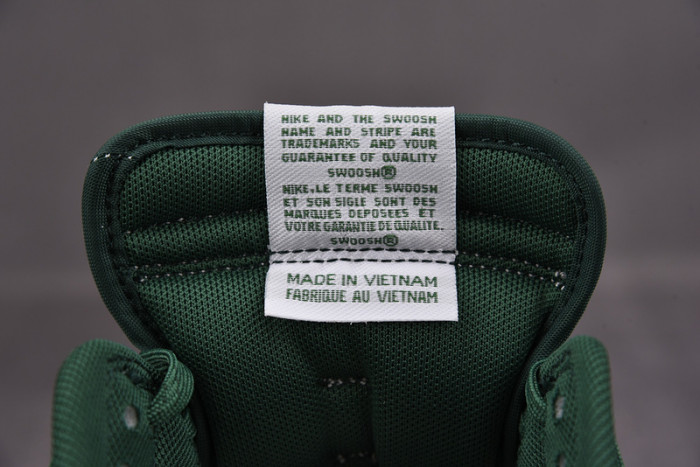 NIKE AND THE SWOOSH
NAME AND STRIPE ARE
TRADEMARKS AND YOUR
GUARANTEE OF QUALITY
SWOOSH®
NIKE, LE TERME SWOOSH
ET SON SIGLE SONT DES
MARQUES DEPOSEES ET
VOTRE GARANTIE DE QUALITE.
SWOOSH®
MADE IN VIETNAM
FABRIQUE AU VIETNAM